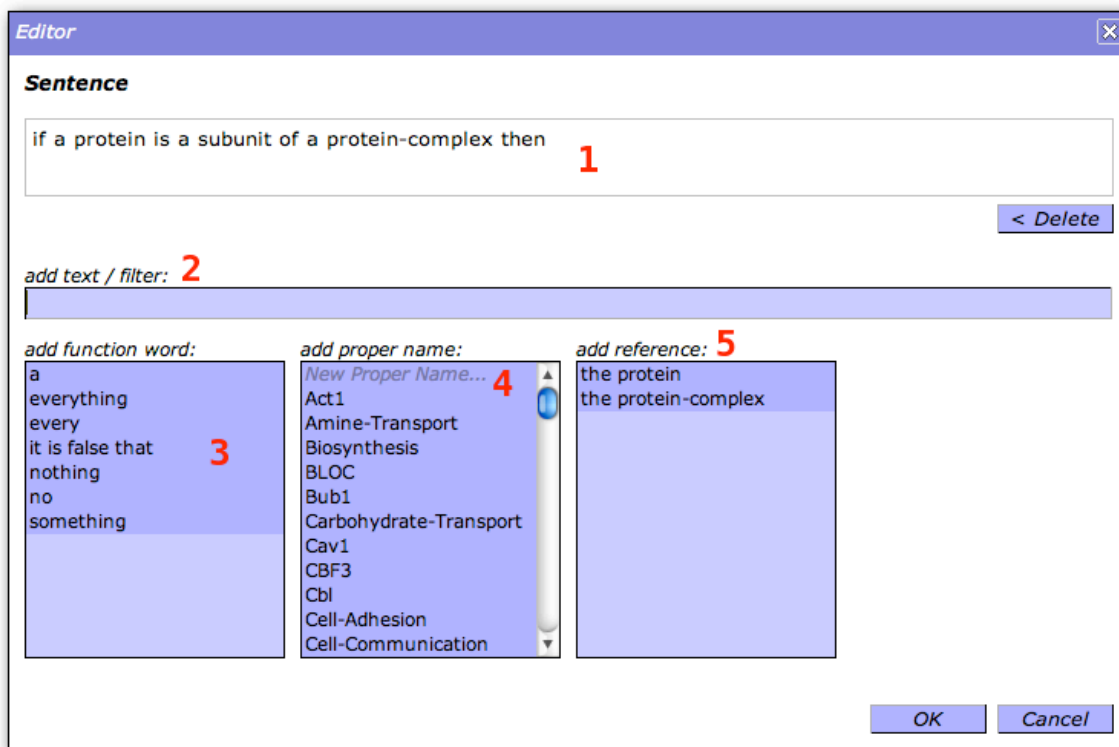 Editor
Sentence
if a protein is a subunit of a protein-complex then
1
< Delete
add text / filter: 2
add function word:
a
everything
every
it is false that
3
nothing
no
something
add proper name:
New Proper Name...
4
Act1
Amine-Transport
Biosynthesis
BLOC
Bub1
Carbohydrate-Transport
Cav1
CBF3
Cbl
Cell-Adhesion
Cell-Communication
add reference: 5
the protein
the protein-complex
OK
Cancel